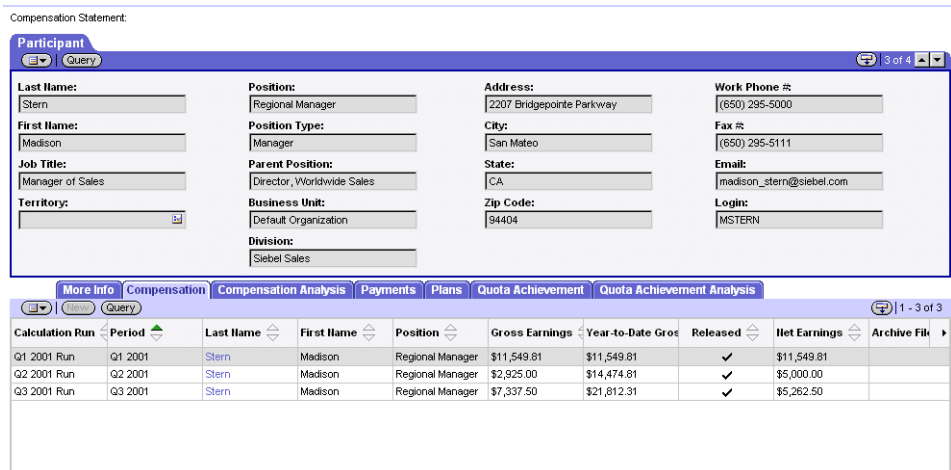 Compensation Statement:
Participant
Query 3 of 4
Last Name: Position: Address: Work Phone #:
Stern Regional Manager 2207 Bridgepointe Parkway (650) 295-5000
First Name: Position Type: City: Fax #:
Madison Manager San Mateo (650) 295-5111
Job Title: Parent Position: State: Email:
Manager of Sales Director, Worldwide Sales CA madison_stern@siebel.com
Territory: Business Unit: Zip Code: Login:
Default Organization 94404 MSTERN
Division:
Siebel Sales
More Info Compensation Compensation Analysis Payments Plans Quota Achievement Quota Achievement Analysis
New Query 1 - 3 of 3
Calculation Run Period Last Name First Name Position Gross Earnings Year-to-Date Gros Released Net Earnings Archive File
Q1 2001 Run Q1 2001 Stern Madison Regional Manager $11,549.81 $11,549.81 ✓ $11,549.81
Q2 2001 Run Q2 2001 Stern Madison Regional Manager $2,925.00 $14,474.81 ✓ $5,000.00
Q3 2001 Run Q3 2001 Stern Madison Regional Manager $7,337.50 $21,812.31 ✓ $5,262.50